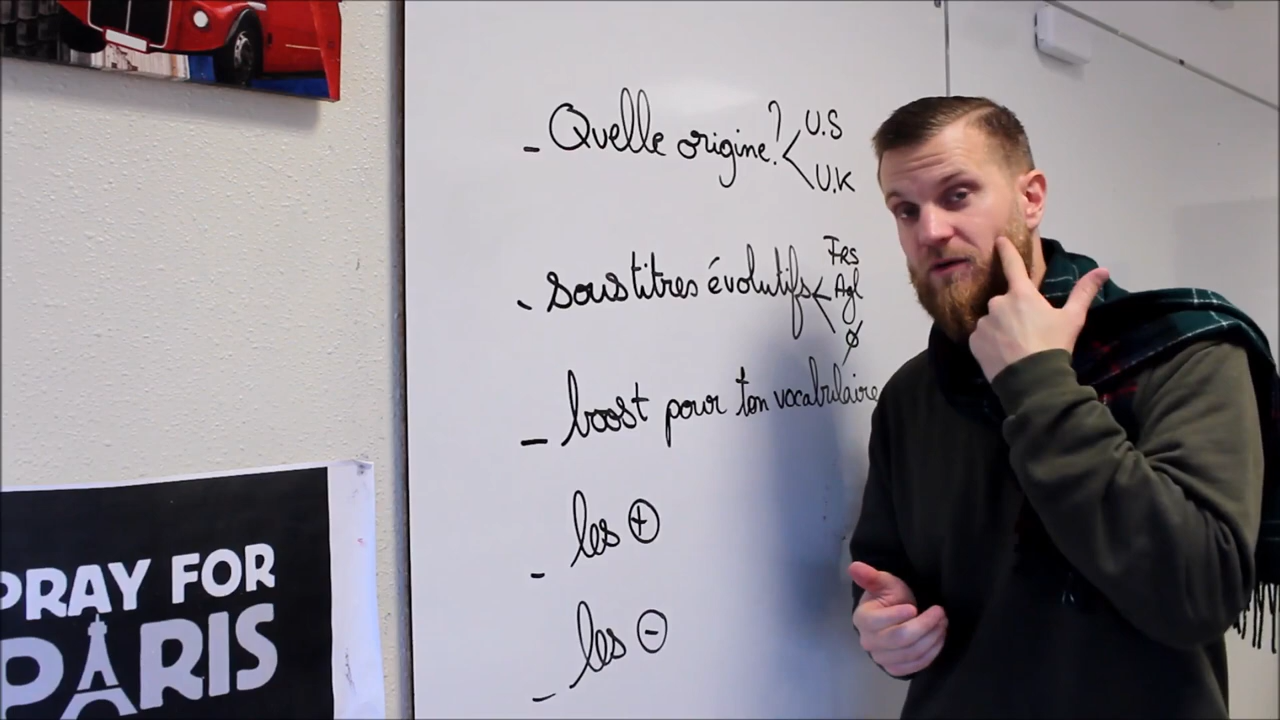 - Quelle origine? < U.S
U.K
- sous titres évolutifs < Frs
Agl
ø
- boost pour ton vocabulaire
- les ⊕
- les ⊖
PRAY FOR
PARIS